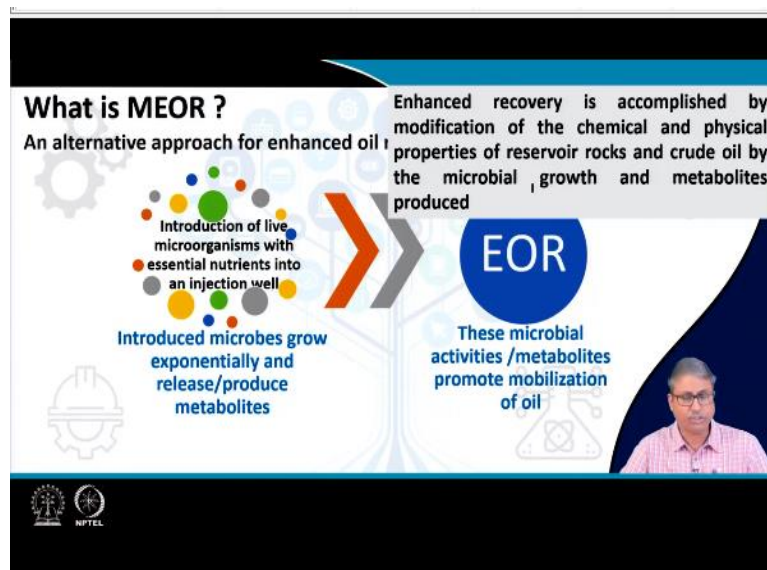 What is MEOR ?
An alternative approach for enhanced oil
Enhanced recovery is accomplished by
modification of the chemical and physical
properties of reservoir rocks and crude oil by
the microbial growth and metabolites
produced
Introduction of live
microorganisms with
essential nutrients into
an injection well
Introduced microbes grow
exponentially and
release/produce
metabolites
EOR
These microbial
activities /metabolites
promote mobilization
of oil
NPTEL